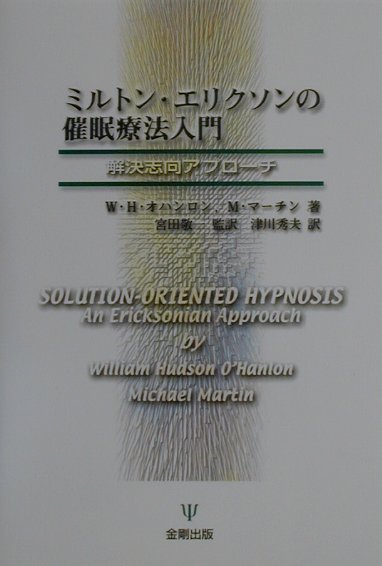 ミルトン・エリクソンの
催眠療法入門
解決志向アプローチ
W・H・オハンロン、M・マーチン 著
宮田敬一 監訳 津川秀夫 訳
SOLUTION-ORIENTED HYPNOSIS
An Ericksonian Approach
by
William Hudson O'Hanlon
Michael Martin
Ψ
金剛出版